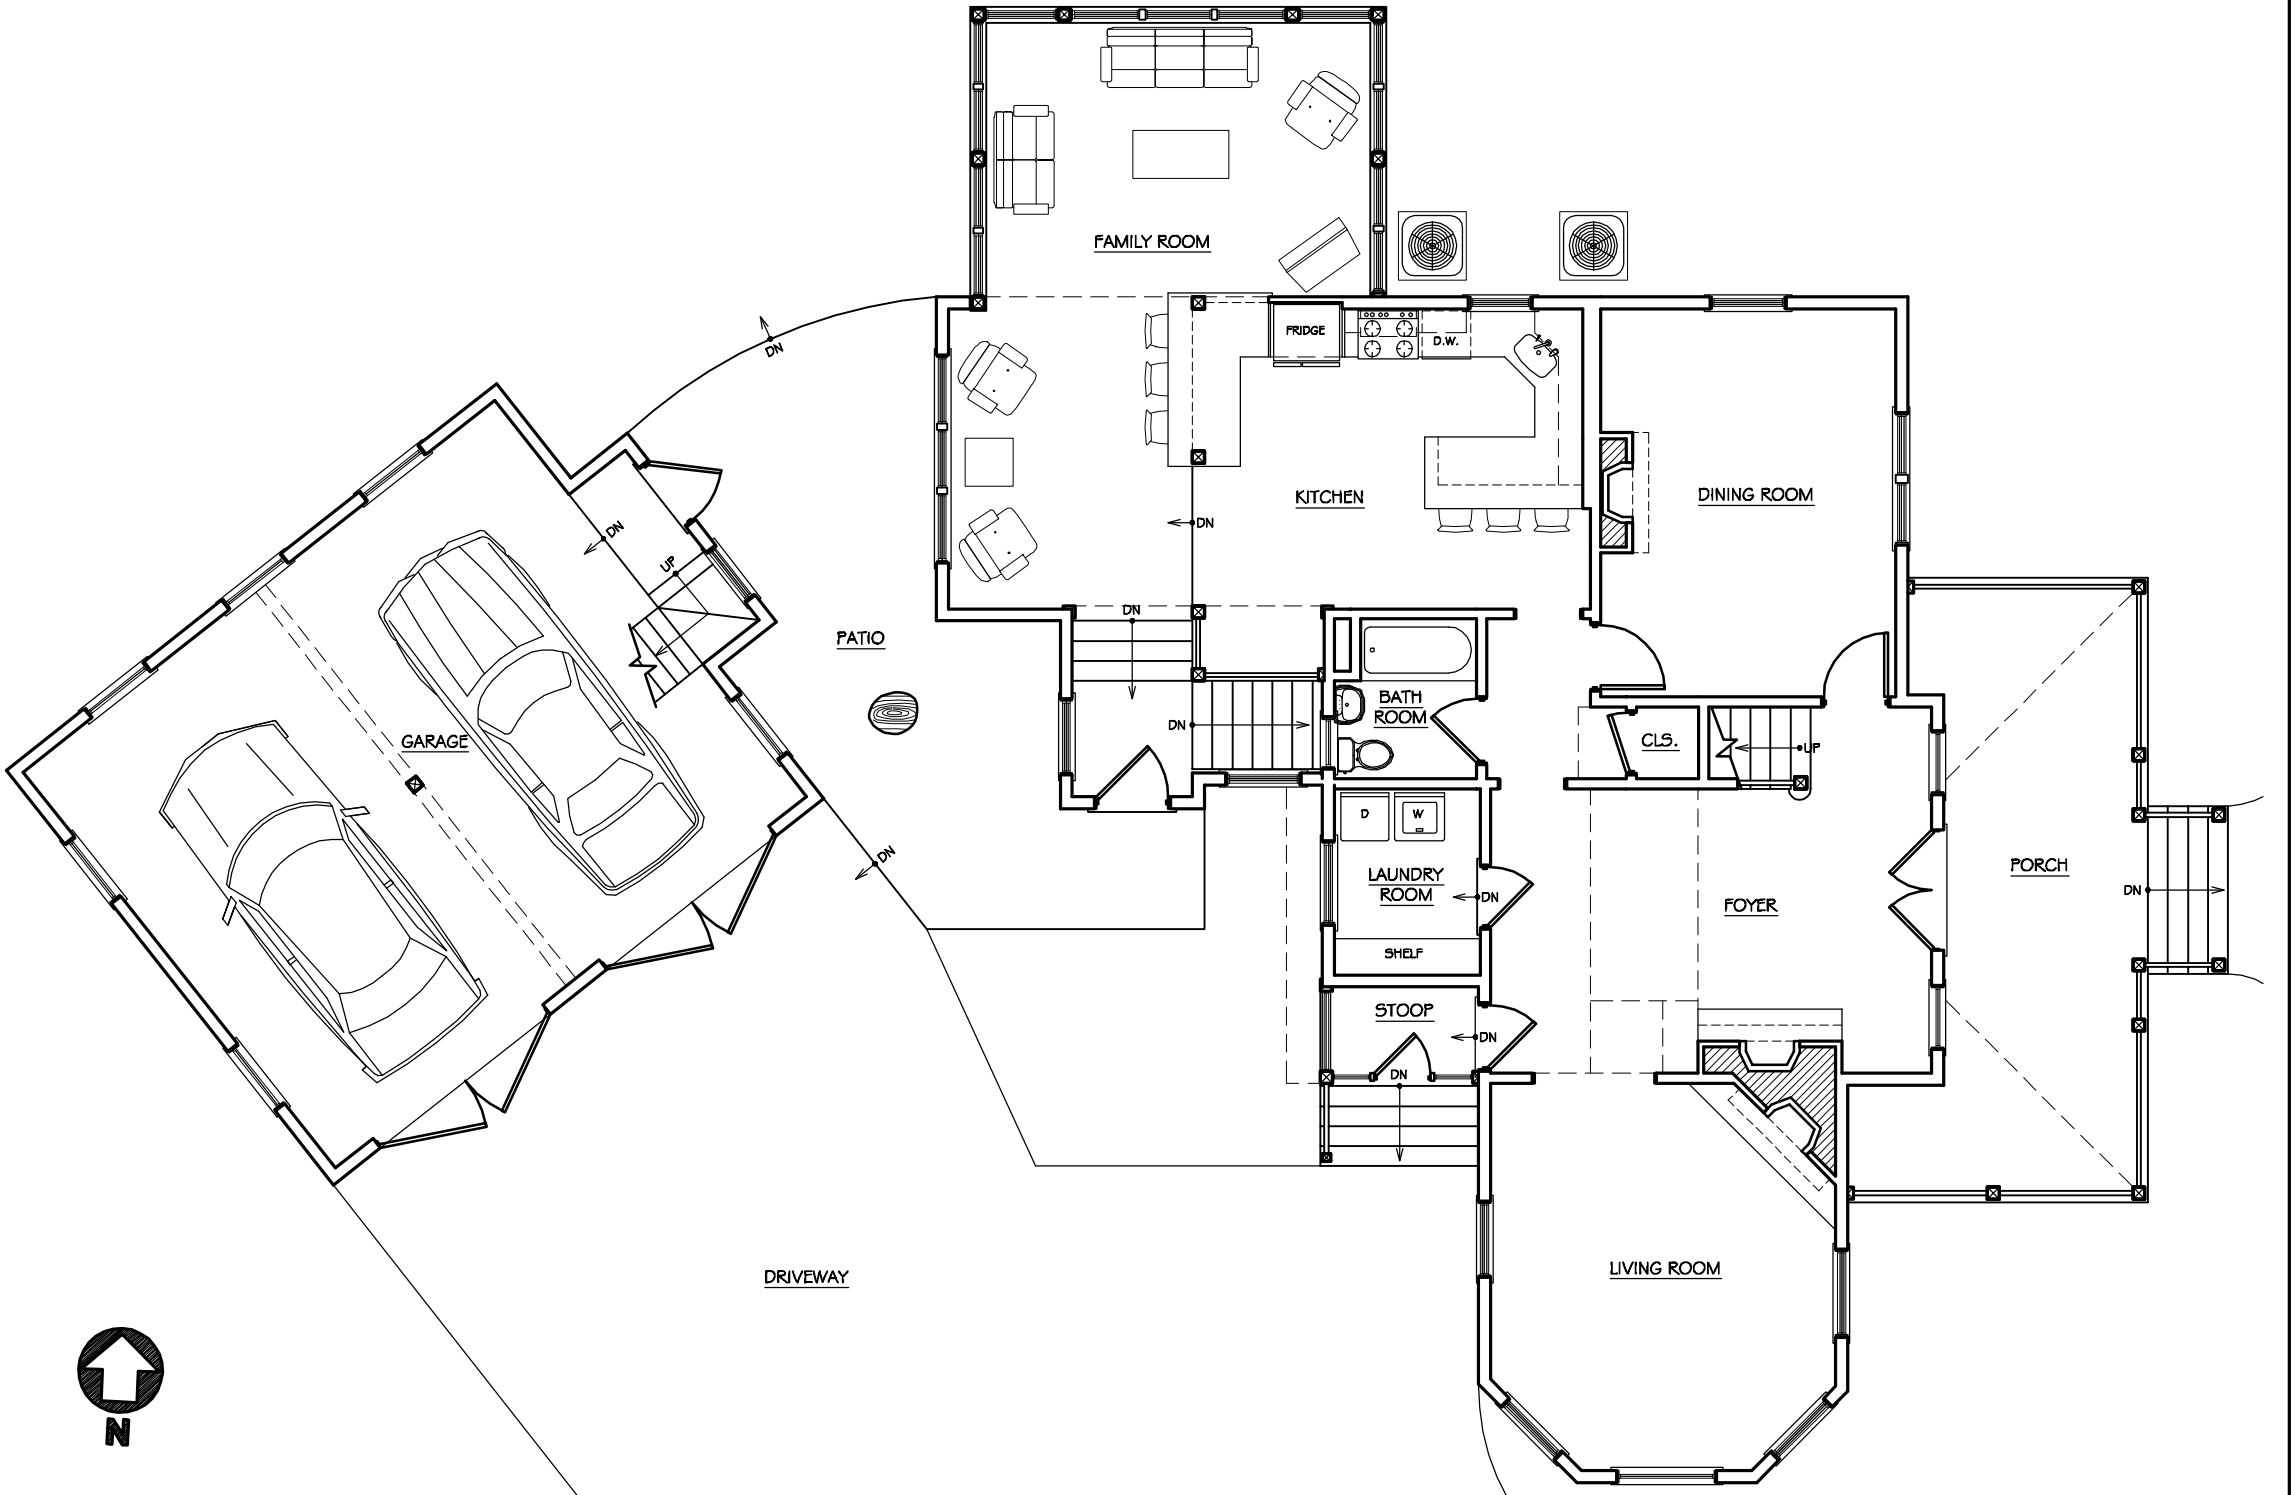 FAMILY ROOM
DN
FRIDGE
D.W.
KITCHEN
DINING ROOM
DN
DN
UP
DN
PATIO
BATH
ROOM
DN
GARAGE
CLS.
UP
D
W
DN
LAUNDRY
ROOM
DN
PORCH
DN
FOYER
SHELF
STOOP
DN
DN
LIVING ROOM
DRIVEWAY
N